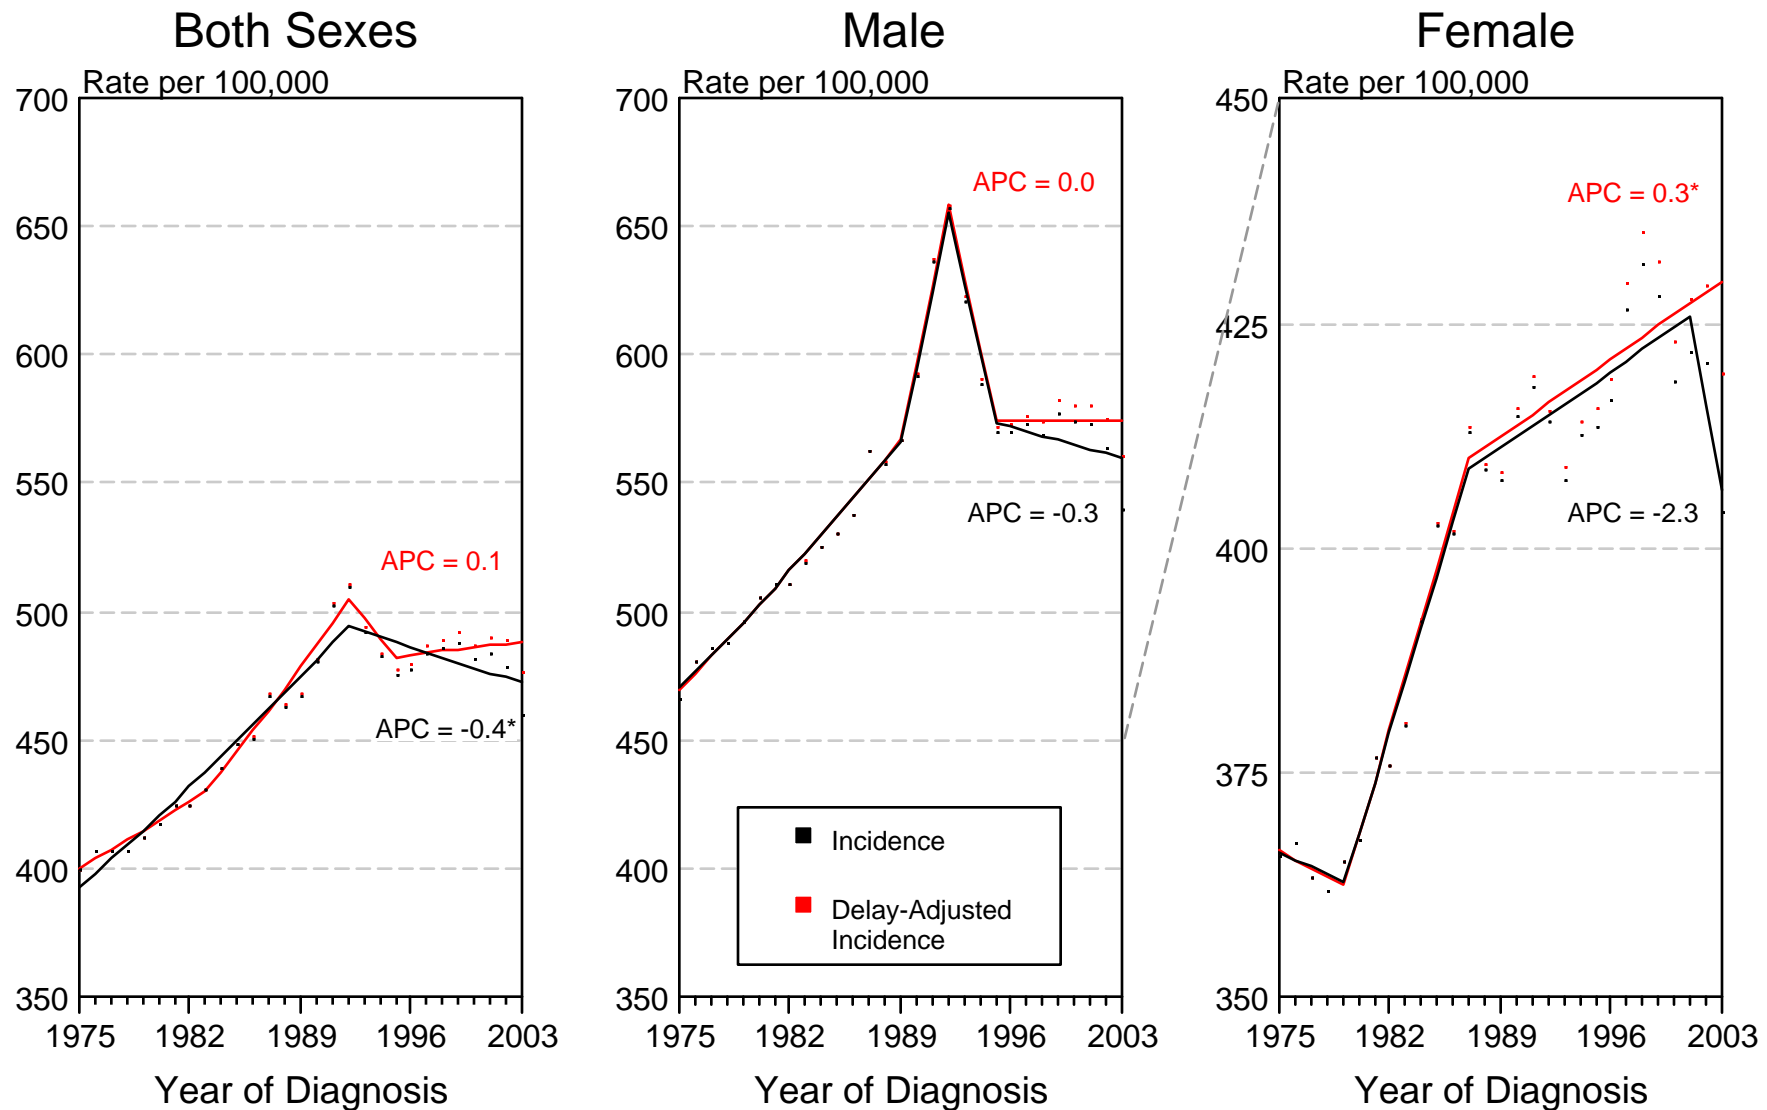 Both Sexes
Rate per 100,000
700
650
600
550
500
450
400
350
APC = 0.1
APC = -0.4*
1975 1982 1989 1996 2003
Year of Diagnosis
Male
Rate per 100,000
700
650
600
550
500
450
400
350
APC = 0.0
APC = -0.3
Incidence
Delay-Adjusted
Incidence
1975 1982 1989 1996 2003
Year of Diagnosis
Female
Rate per 100,000
450
425
400
375
350
APC = 0.3*
APC = -2.3
1975 1982 1989 1996 2003
Year of Diagnosis